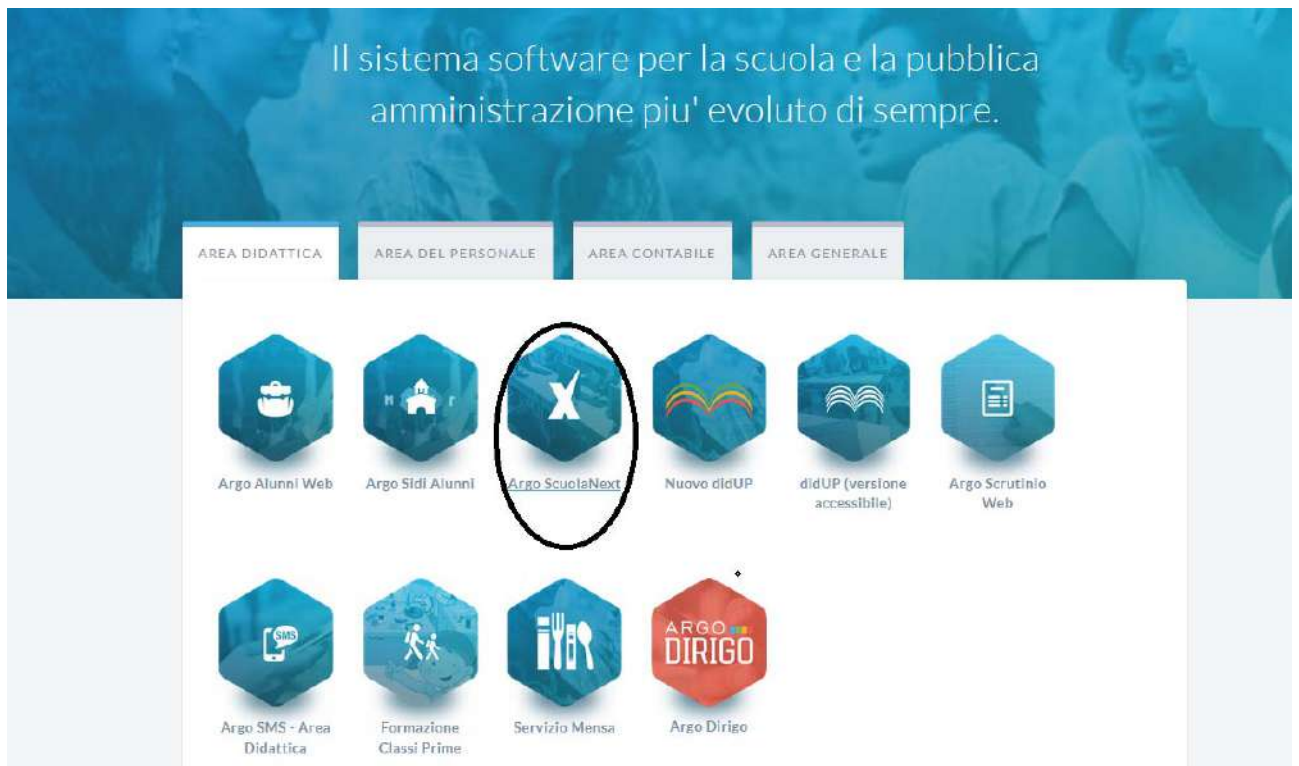 Il sistema software per la scuola e la pubblica
amministrazione piu' evoluto di sempre.
AREA DIDATTICA
AREA DEL PERSONALE
AREA CONTABILE
AREA GENERALE
Argo Alunni Web
Argo Sidi Alunni
Argo ScuolaNext
Nuovo didUP
didUP (versione
accessibile)
Argo Scrutinio
Web
SMS
ARGO
DIRIGO
Argo SMS - Area
Didattica
Formazione
Classi Prime
Servizio Mensa
Argo Dirigo